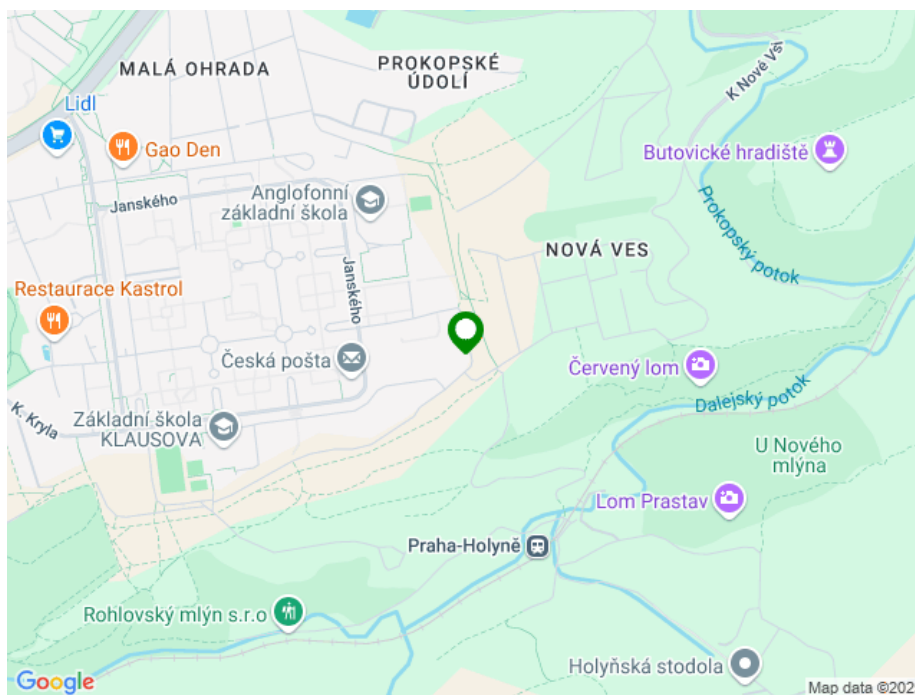 MALÁ OHRADA
PROKOPSKÉ
ÚDOLÍ
K Nové Vsi
Lidl
Gao Den
Butovické hradiště
Janského
Anglofonní
základní škola
Prokopský potok
NOVÁ VES
Janského
Restaurace Kastrol
Česká pošta
Červený lom
Dalejský potok
K. Kryla
Základní škola
KLAUSOVA
U Nového
mlýna
Lom Prastav
Praha-Holyně
Rohlovský mlýn s.r.o
Holyňská stodola
Google
Map data ©202